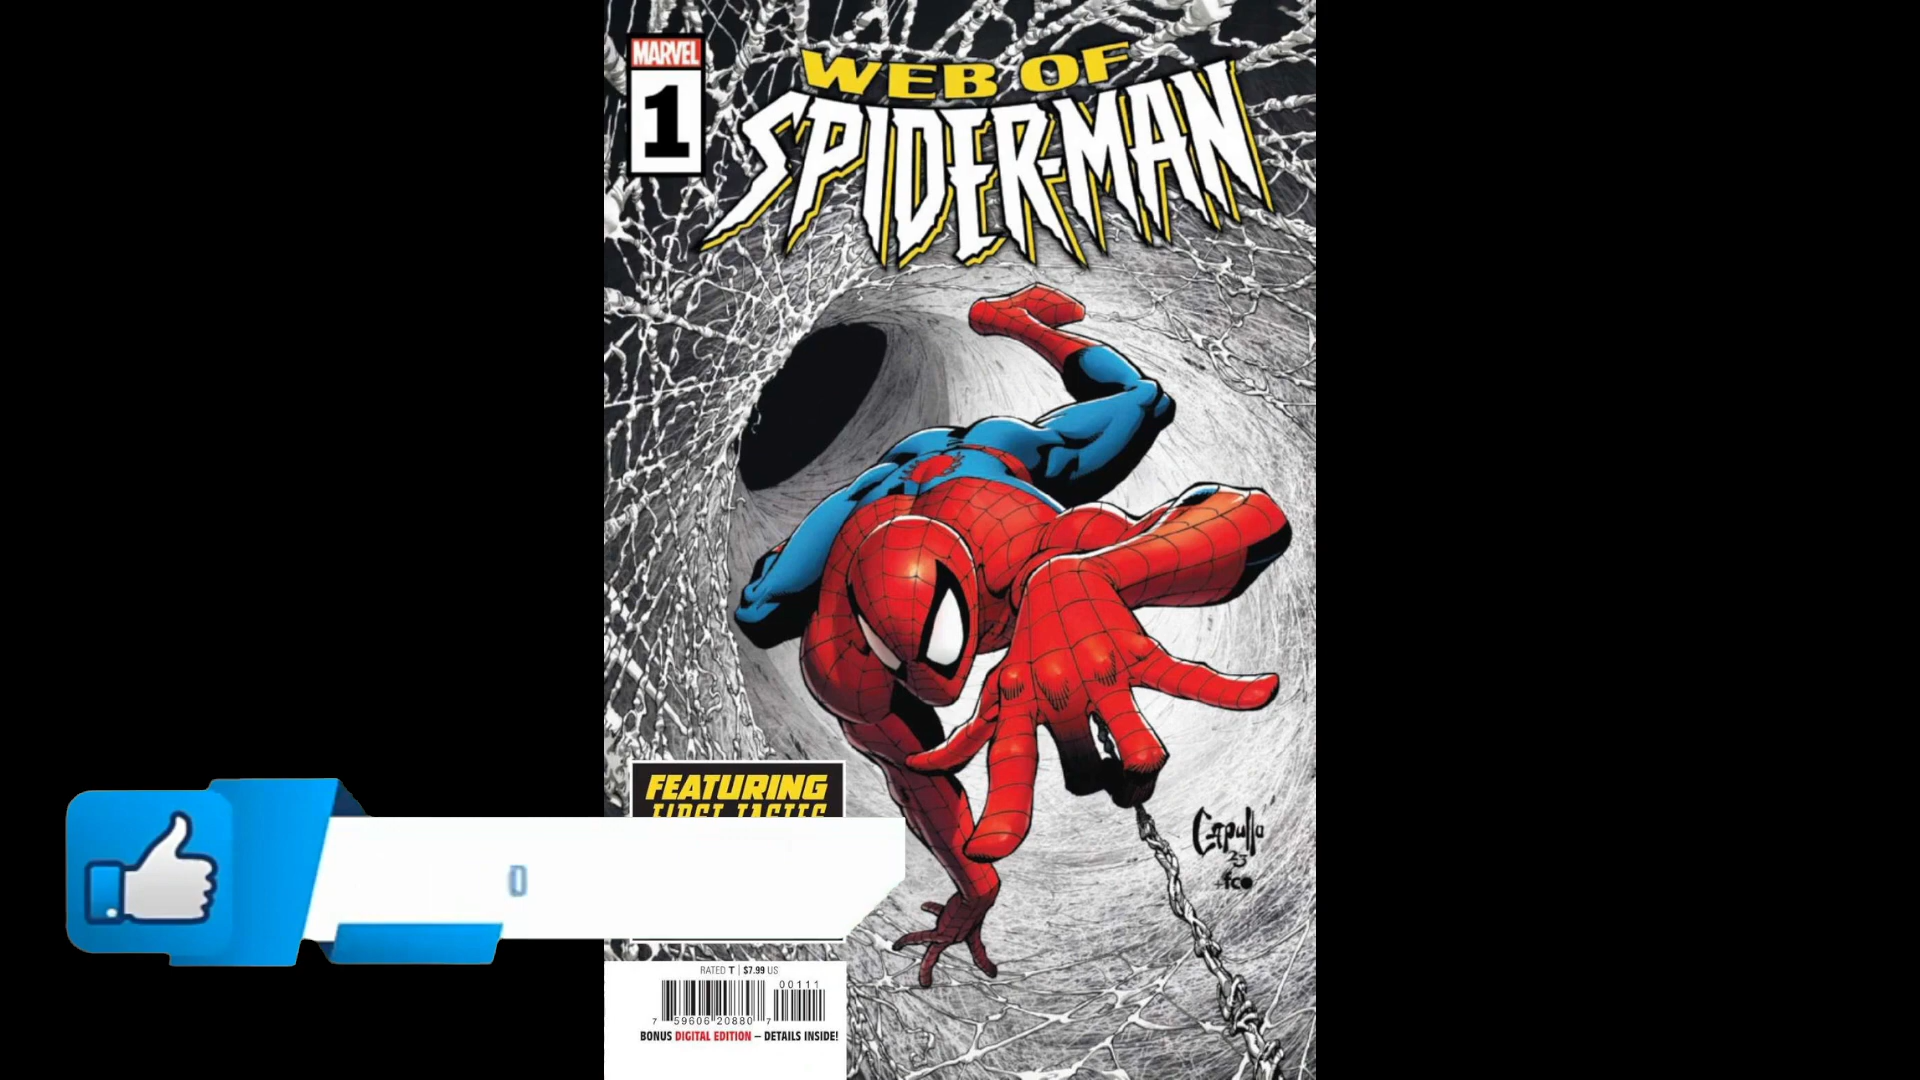 MARVEL
1
WEB OF
SPIDER-MAN
FEATURING
Capullo
23
+fco
0
RATED T $7.99 US
00111
7 59606 20880 7
BONUS DIGITAL EDITION – DETAILS INSIDE!